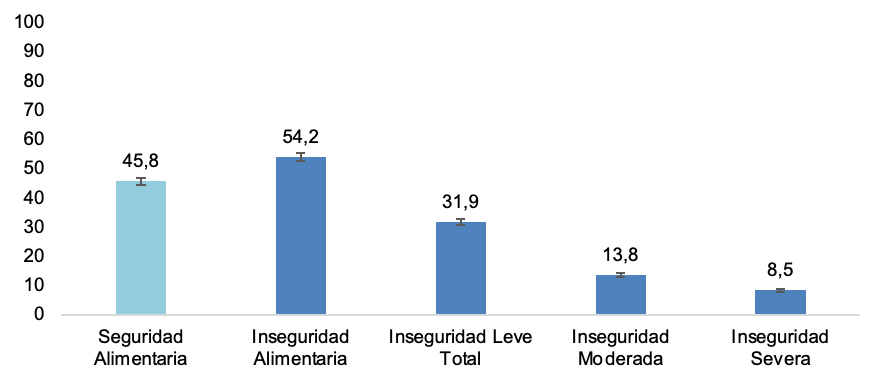 100
90
80
70
60
50
40
30
20
10
0
45,8
54,2
31,9
13,8
8,5
Seguridad
Alimentaria
Inseguridad
Alimentaria
Inseguridad Leve
Total
Inseguridad
Moderada
Inseguridad
Severa